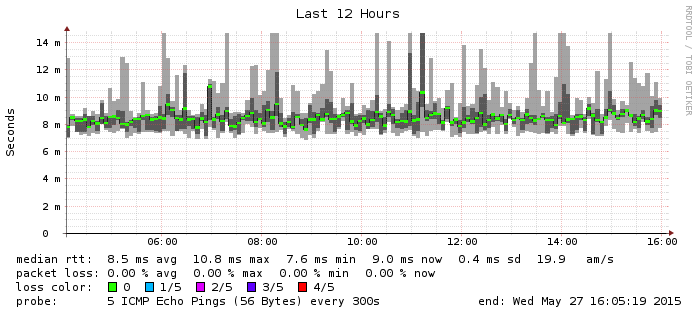 Last 12 Hours
RRDTOOL / TOBI OETIKER
Seconds
14 m
12 m
10 m
8 m
6 m
4 m
2 m
0
06:00 08:00 10:00 12:00 14:00 16:00
median rtt: 8.5 ms avg 10.8 ms max 7.6 ms min 9.0 ms now 0.4 ms sd 19.9 am/s
packet loss: 0.00 % avg 0.00 % max 0.00 % min 0.00 % now
loss color: 0 1/5 2/5 3/5 4/5
probe: 5 ICMP Echo Pings (56 Bytes) every 300s end: Wed May 27 16:05:19 2015